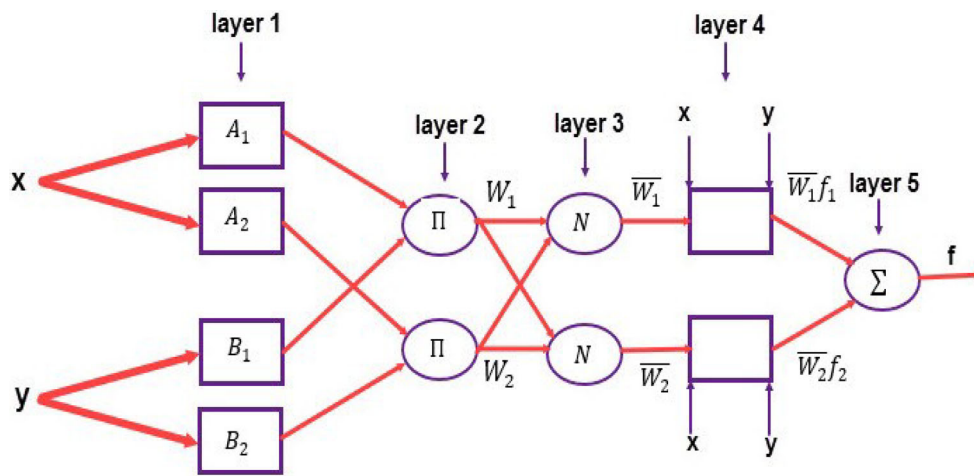 layer 1
layer 4
layer 2
layer 3
x
y
A₁
W₁
W̅₁
W̅₁f₁
layer 5
x
A₂
Π
N
f
Σ
B₁
Π
N
y
W₂
W̅₂
W̅₂f₂
B₂
x
y